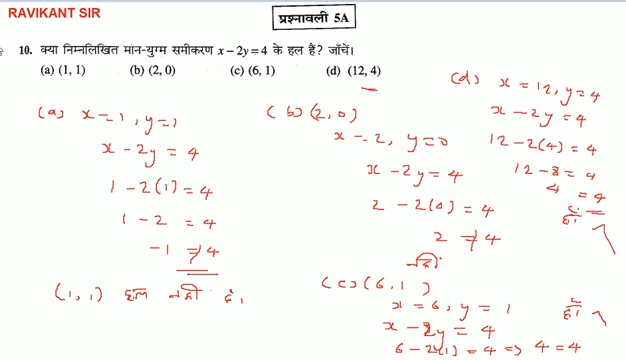 RAVIKANT SIR
प्रश्नावली 5A
10. क्या निम्नलिखित मान-युग्म समीकरण x – 2y = 4 के हल हैं? जाँचें।
(a) (1, 1) (b) (2, 0) (c) (6, 1) (d) (12, 4)
(a) x=1, y=1
x – 2y = 4
1 – 2(1) = 4
1 – 2 = 4
–1 ≠ 4
(1,1) हल नहीं है।
(b) (2, 0)
x = 2, y=0
x – 2y = 4
2 – 2(0) = 4
2 ≠ 4
नहीं
(c) (6, 1)
x = 6, y = 1
x – 2y = 4
6 – 2(1) = 4 => 4 = 4
हाँ
(d) x = 12, y = 4
x – 2y = 4
12 – 2(4) = 4
12 – 8 = 4
4 = 4
हाँ